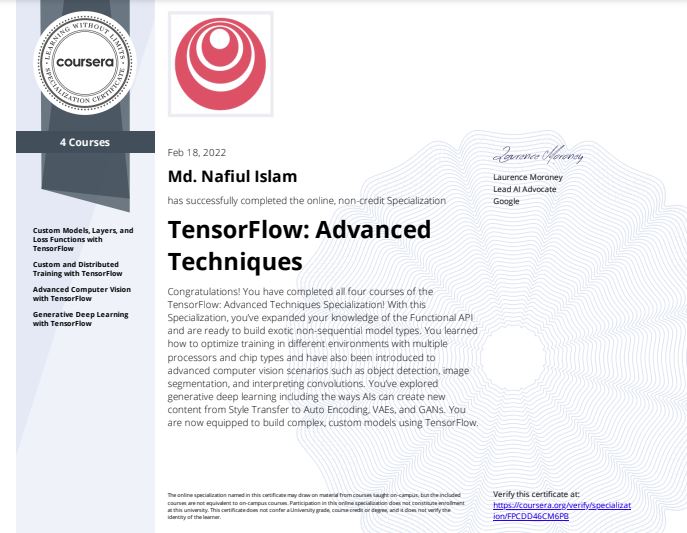 LEARNING WITHOUT LIMITS
coursera
SPECIALIZATION CERTIFICATE
4 Courses
Custom Models, Layers, and
Loss Functions with
TensorFlow
Custom and Distributed
Training with TensorFlow
Advanced Computer Vision
with TensorFlow
Generative Deep Learning
with TensorFlow
Feb 18, 2022
Md. Nafiul Islam
has successfully completed the online, non-credit Specialization
TensorFlow: Advanced
Techniques
Congratulations! You have completed all four courses of the
TensorFlow: Advanced Techniques Specialization! With this
Specialization, you’ve expanded your knowledge of the Functional API
and are ready to build exotic non-sequential model types. You learned
how to optimize training in different environments with multiple
processors and chip types and have also been introduced to
advanced computer vision scenarios such as object detection, image
segmentation, and interpreting convolutions. You’ve explored
generative deep learning including the ways AIs can create new
content from Style Transfer to Auto Encoding, VAEs, and GANs. You
are now equipped to build complex, custom models using TensorFlow.
Laurence Moroney
Laurence Moroney
Lead AI Advocate
Google
The online specialization named in this certificate may draw on material from courses taught on-campus, but the included
courses are not equivalent to on-campus courses. Participation in this online specialization does not constitute enrollment
at this university. This certificate does not confer a University grade, course credit or degree, and it does not verify the
identity of the learner.
Verify this certificate at:
https://coursera.org/verify/specializat
ion/FPCDD46CM6PB